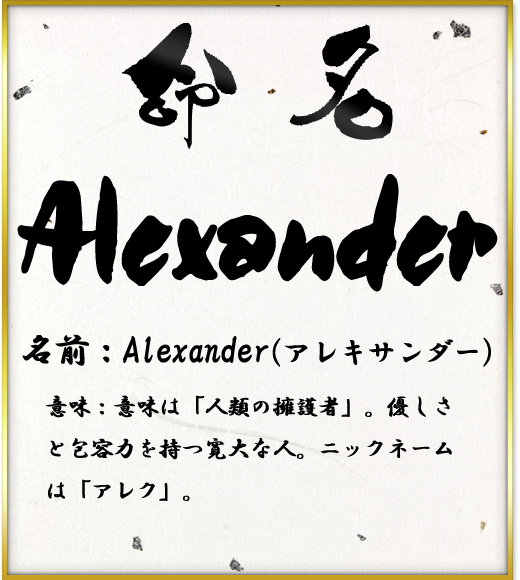 命名
Alexander
名前：Alexander(アレキサンダー)
意味：意味は「人類の擁護者」。優しさ
と包容力を持つ寛大な人。ニックネーム
は「アレク」。